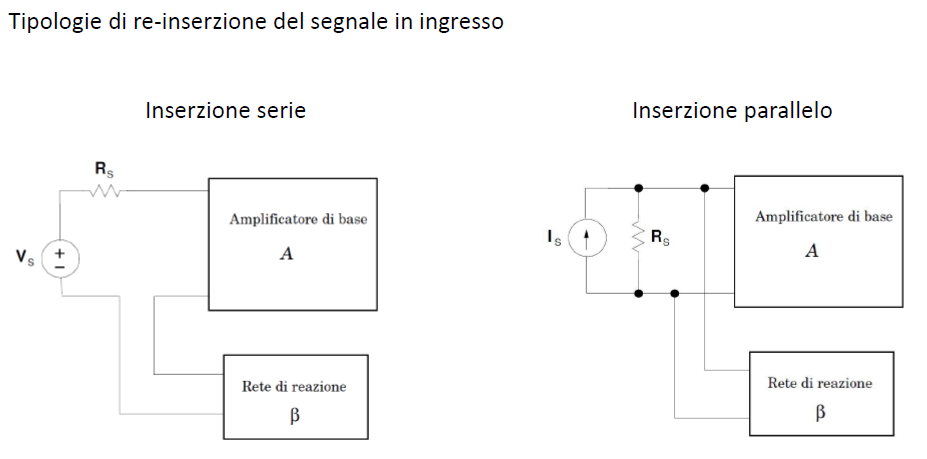 Tipologie di re-inserzione del segnale in ingresso
Inserzione serie
Inserzione parallelo
Rs
Amplificatore di base
A
Vs
+
Rete di reazione
β
Amplificatore di base
A
Is
Rs
Rete di reazione
β